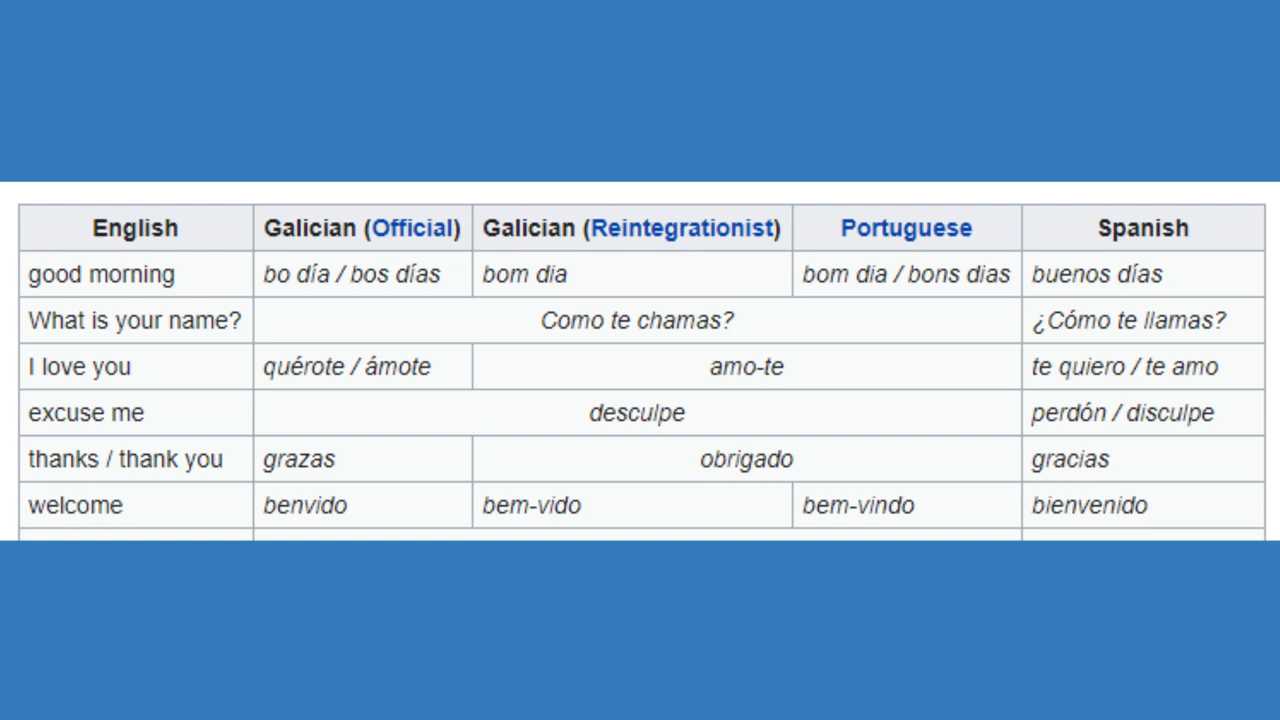 English Galician (Official) Galician (Reintegrationist) Portuguese Spanish
good morning bo día / bos días bom dia bom dia / bons dias buenos días
What is your name? Como te chamas? ¿Cómo te llamas?
I love you quérote / ámote amo-te te quiero / te amo
excuse me desculpe perdón / disculpe
thanks / thank you grazas obrigado gracias
welcome benvido bem-vido bem-vindo bienvenido